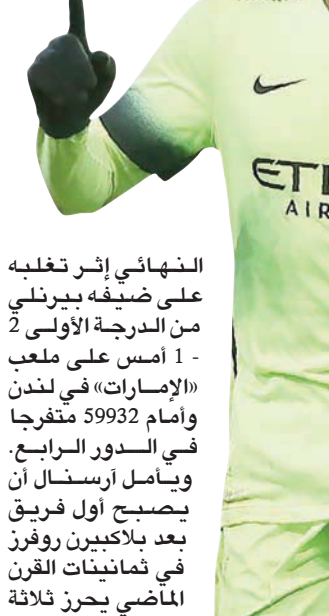 ETI
AIR
النهائي إثر تغلبه
على ضيفه بيرنلي
من الدرجة الأولى 2
- 1 أمس على ملعب
«الإمارات» في لندن
وأمام 59932 متفرجا
في الدور الرابع.
ويأمل آرسنال أن
يصبح أول فريق
بعد بلاكبيرن روفرز
في ثمانينات القرن
الماضي يحرز ثلاثة